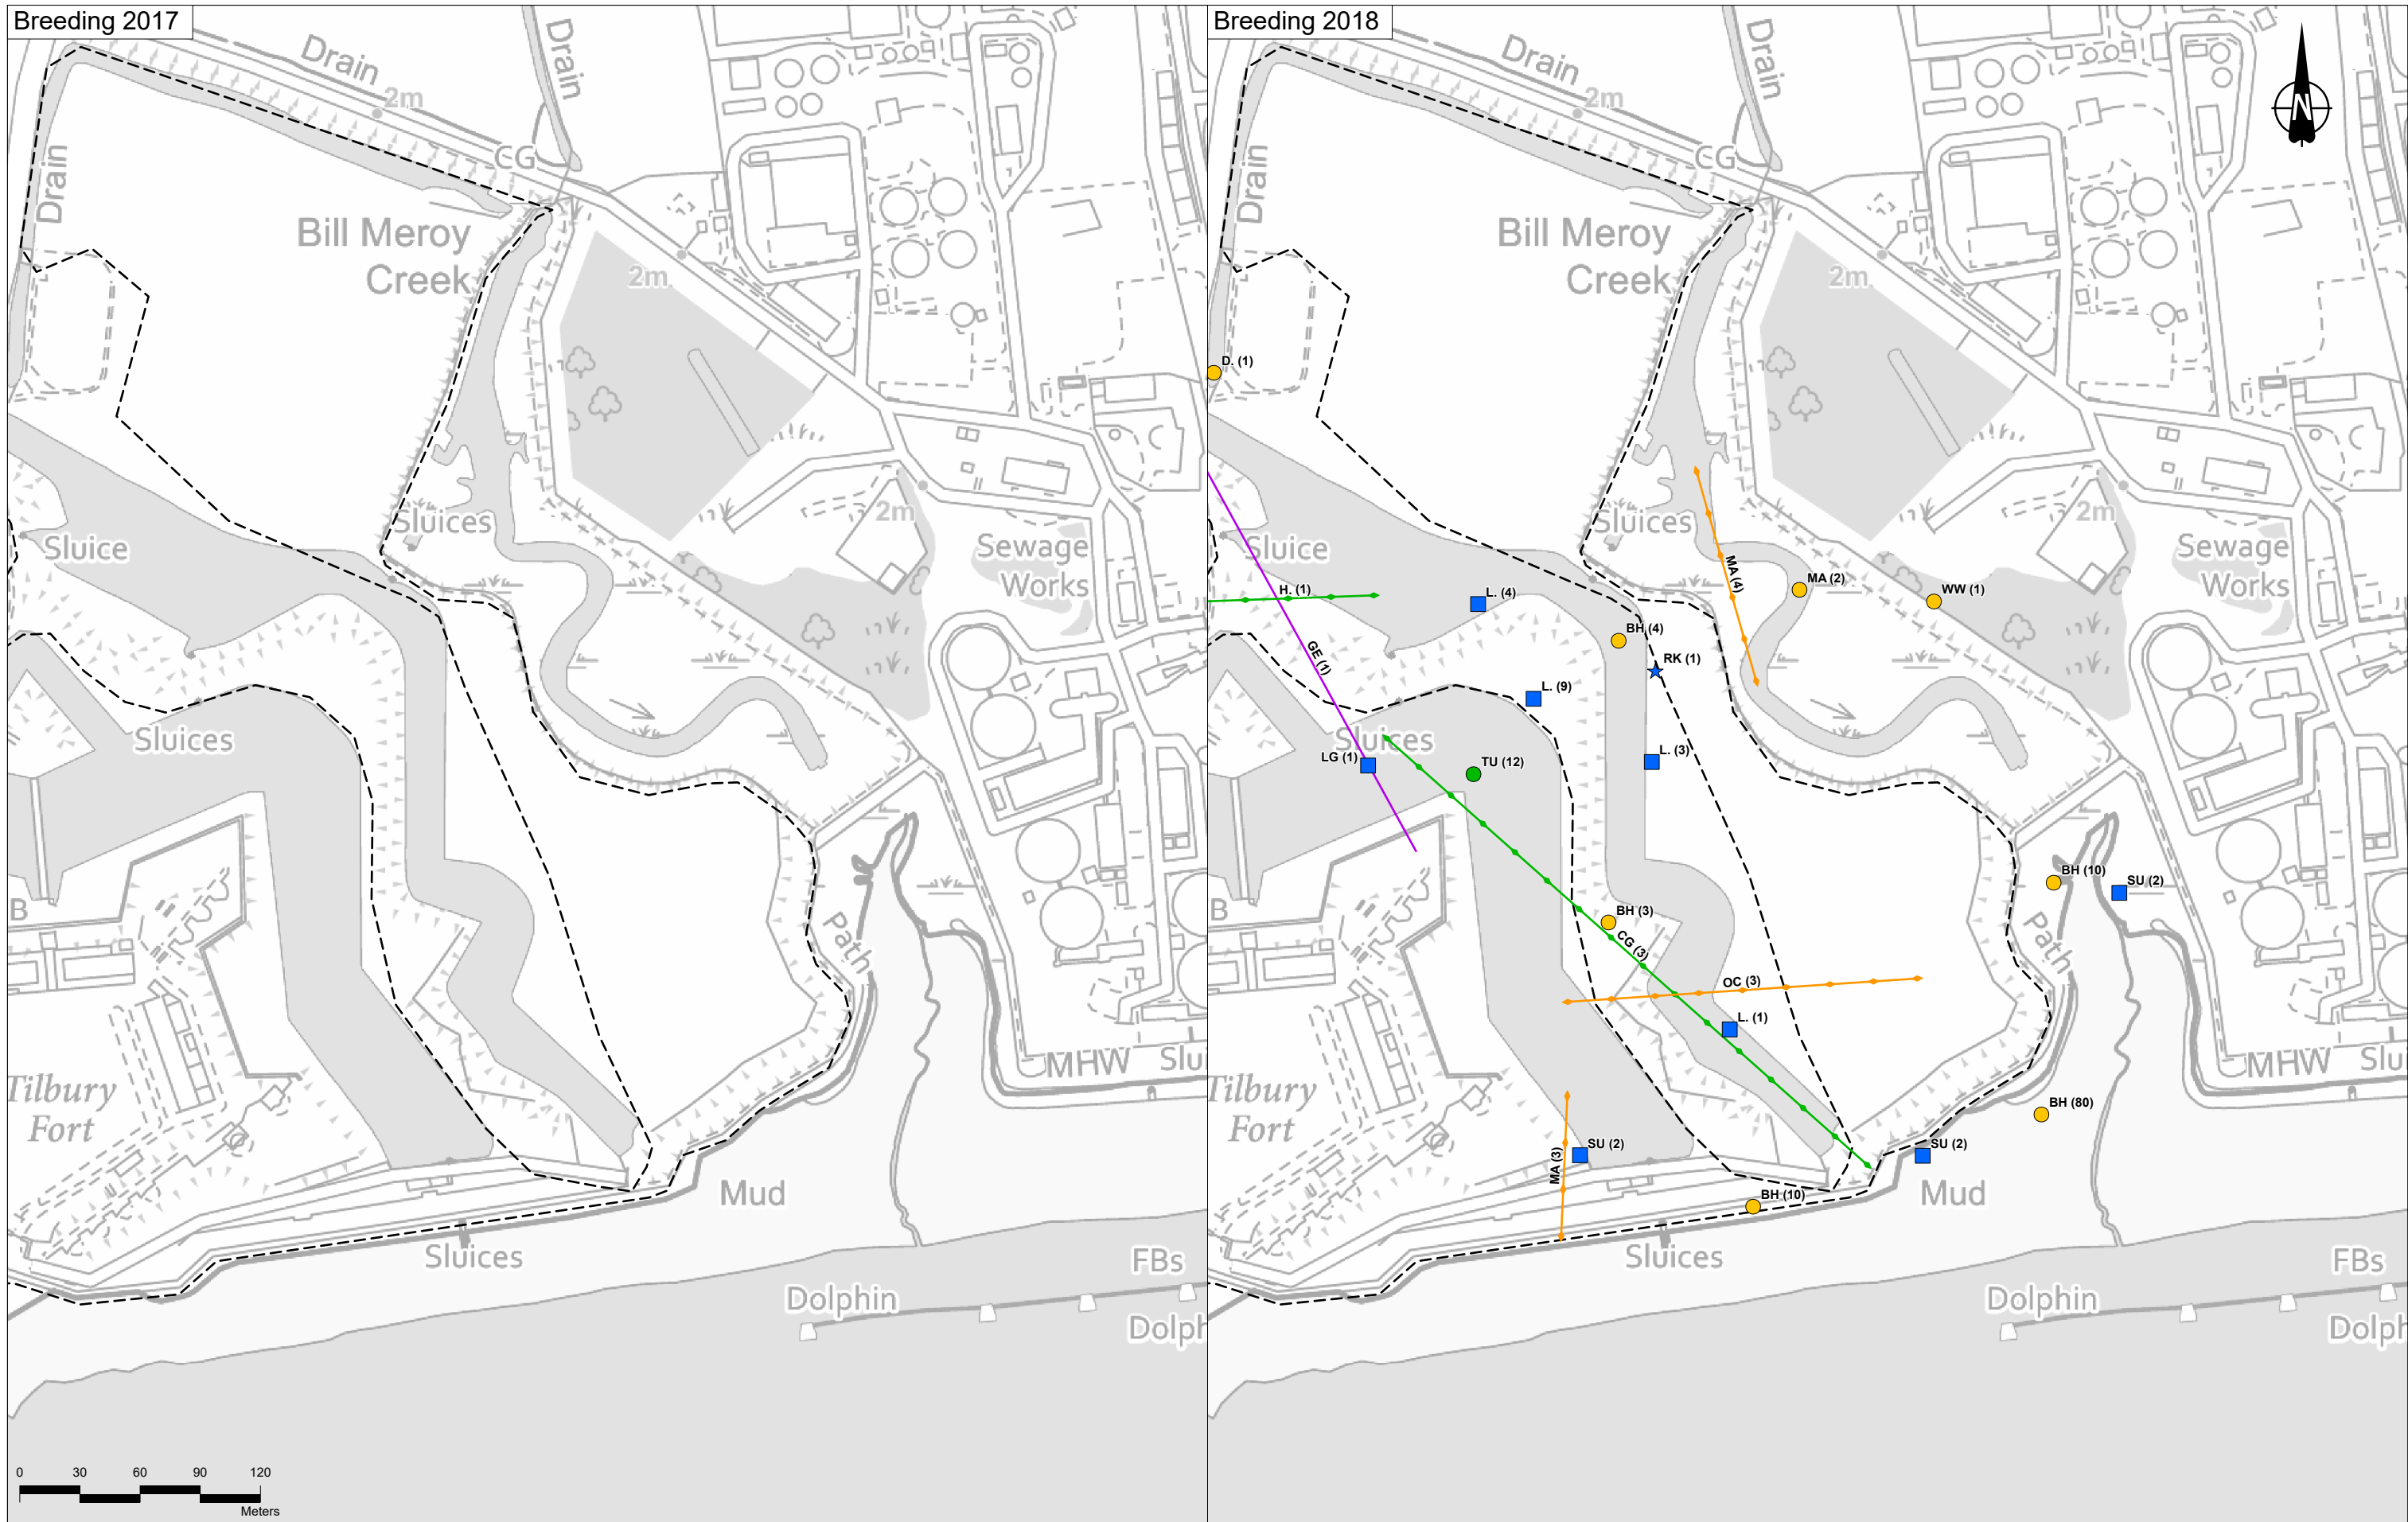 Breeding 2017
Drain
Drain
2m
CG
Drain
Bill Meroy
Creek
2m
Sluices
2m
Sluice
Sewage
Works
Sluices
B
Path
Tilbury
Fort
MHW
Slu
Mud
Sluices
FBs
Dolphin
Dolph
0 30 60 90 120
Meters
Breeding 2018
Drain
Drain
2m
N
CG
Drain
Bill Meroy
Creek
2m
D. (1)
Sluices
2m
Sluice
Sewage
Works
MA (4)
MA (2)
WW (1)
H. (1)
L. (4)
BH (4)
GE (1)
RK (1)
L. (9)
Sluices
LG (1)
TU (12)
L. (3)
BH (10)
SU (2)
B
BH (3)
CG (3)
Path
OC (3)
L. (1)
Tilbury
Fort
MHW
Slu
BH (80)
MA (3)
SU (2)
SU (2)
BH (10)
Mud
Sluices
FBs
Dolphin
Dolph